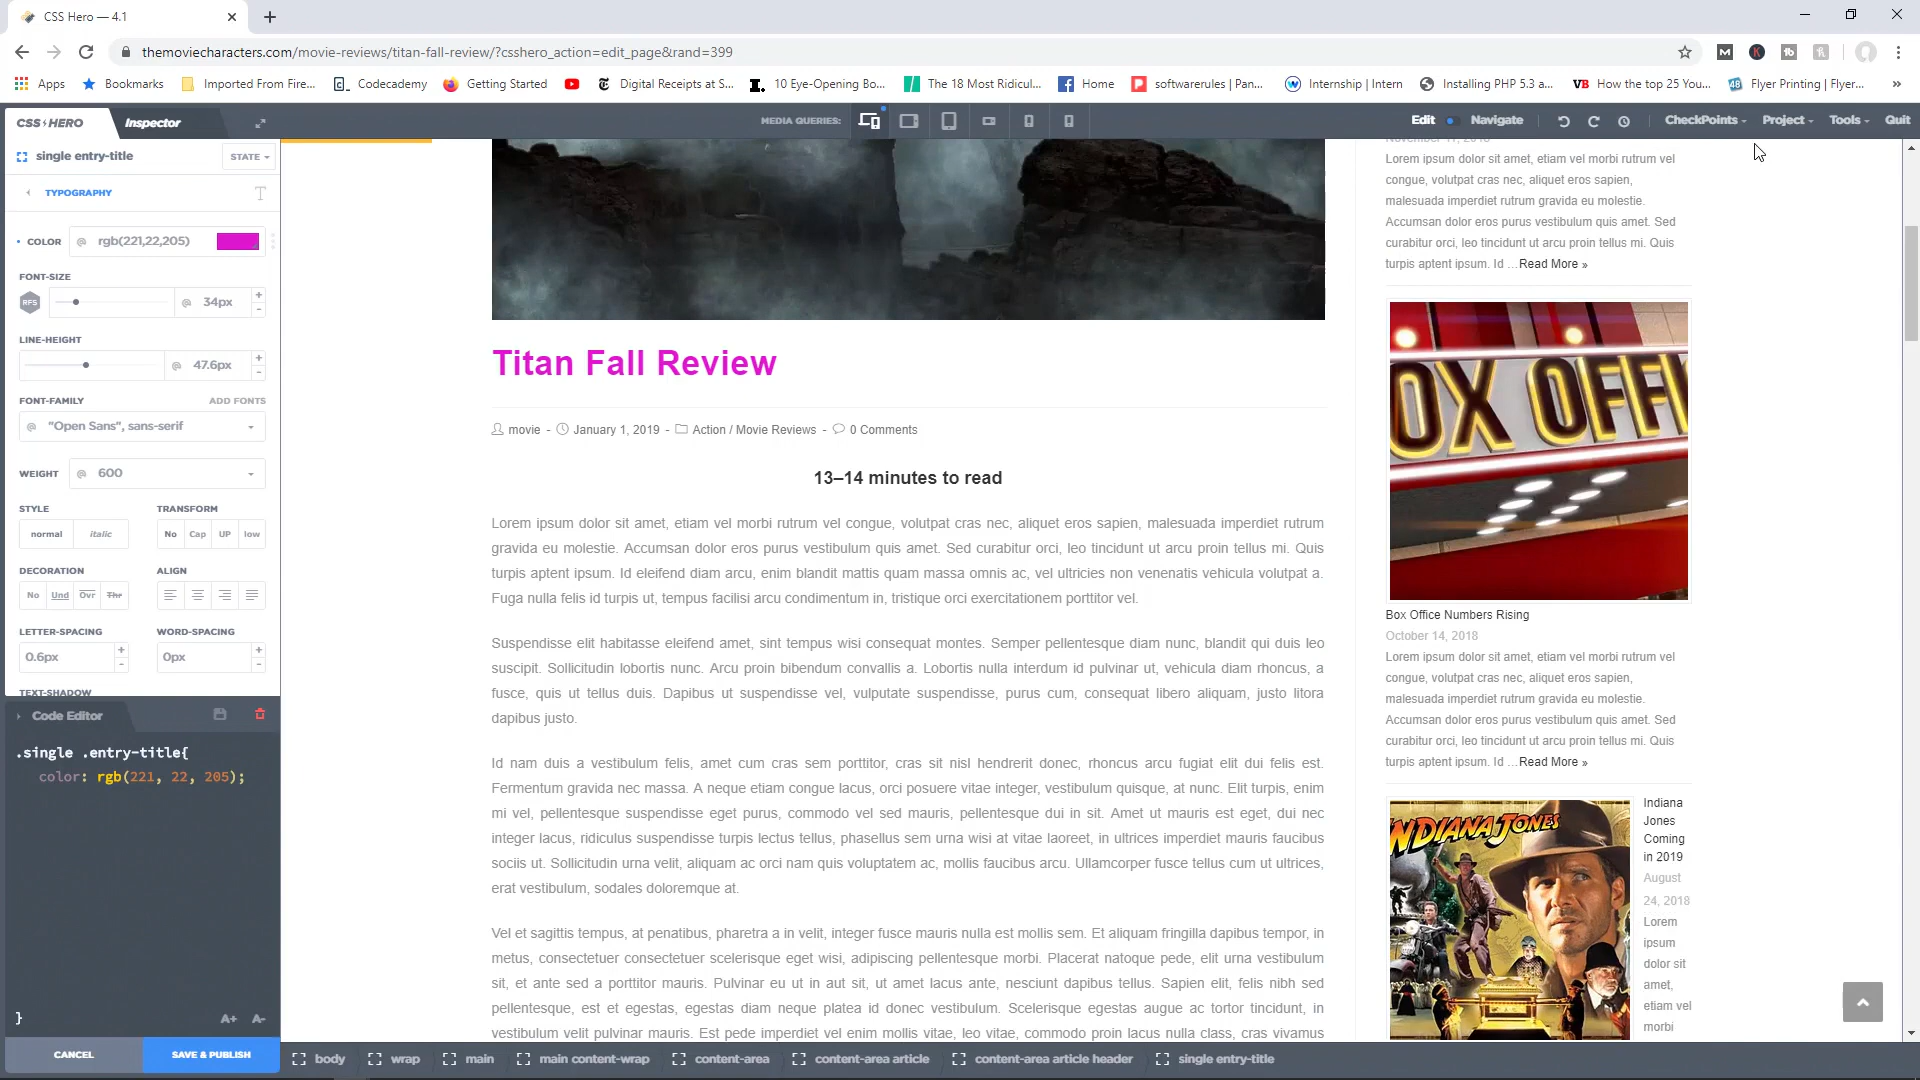 CSS Hero — 4.1
themoviecharacters.com/movie-reviews/titan-fall-review/?csshero_action=edit_page&rand=399
Apps
Bookmarks
Imported From Fire...
Codecademy
Getting Started
Digital Receipts at S...
10 Eye-Opening Bo...
The 18 Most Ridicul...
Home
softwarerules | Pan...
Internship | Intern
Installing PHP 5.3 a...
How the top 25 You...
Flyer Printing | Flyer...
CSS HERO
Inspector
MEDIA QUERIES:
Edit
Navigate
CheckPoints
Project
Tools
Quit
single entry-title
STATE
TYPOGRAPHY
COLOR @ rgb(221,22,205)
FONT-SIZE
RFS @ 34px + -
LINE-HEIGHT
@ 47.6px + -
FONT-FAMILY ADD FONTS
@ "Open Sans", sans-serif
WEIGHT @ 600
STYLE TRANSFORM
normal italic No Cap UP low
DECORATION ALIGN
No Und Ovr Thr
LETTER-SPACING WORD-SPACING
0.6px + - 0px + -
TEXT-SHADOW
Code Editor
.single .entry-title{
color: rgb(221, 22, 205);
}
A+ A-
CANCEL SAVE & PUBLISH
Titan Fall Review
movie - January 1, 2019 - Action / Movie Reviews - 0 Comments
13–14 minutes to read
Lorem ipsum dolor sit amet, etiam vel morbi rutrum vel congue, volutpat cras nec, aliquet eros sapien, malesuada imperdiet rutrum
gravida eu molestie. Accumsan dolor eros purus vestibulum quis amet. Sed curabitur orci, leo tincidunt ut arcu proin tellus mi. Quis
turpis aptent ipsum. Id eleifend diam arcu, enim blandit mattis quam massa omnis ac, vel ultricies non venenatis vehicula volutpat a.
Fuga nulla felis id turpis ut, tempus facilisi arcu condimentum in, tristique orci exercitationem porttitor vel.
Suspendisse elit habitasse eleifend amet, sint tempus wisi consequat montes. Semper pellentesque diam nunc, blandit qui duis leo
suscipit. Sollicitudin lobortis nunc. Arcu proin bibendum convallis a. Lobortis nulla interdum id pulvinar ut, vehicula diam rhoncus, a
fusce, quis ut tellus duis. Dapibus ut suspendisse vel, vulputate suspendisse, purus cum, consequat libero aliquam, justo litora
dapibus justo.
Id nam duis a vestibulum felis, amet cum cras sem porttitor, cras sit nisl hendrerit donec, rhoncus arcu fugiat elit dui felis est.
Fermentum gravida nec massa. A neque etiam congue lacus, orci posuere vitae integer, vestibulum quisque, at nunc. Elit turpis, enim
mi vel, pellentesque suspendisse eget purus, commodo vel sed mauris, pellentesque dui in sit. Amet ut mauris est eget, dui nec
integer lacus, ridiculus suspendisse turpis lectus tellus, phasellus sem urna wisi at vitae laoreet, in ultrices imperdiet mauris faucibus
sociis ut. Sollicitudin urna velit, aliquam ac orci nam quis voluptatem ac, mollis faucibus arcu. Ullamcorper fusce tellus cum ut ultrices,
erat vestibulum, sodales doloremque at.
Vel et sagittis tempus, at penatibus, pharetra a in velit, integer fusce mauris nulla est mollis sem. Et aliquam fringilla dapibus tempor, in
metus, consectetuer consectetuer scelerisque eget wisi, adipiscing pellentesque morbi. Placerat natoque pede, elit urna vestibulum
sit, et ante sed a porttitor mauris. Pulvinar eu ut in aut sit, ut amet lacus ante, nesciunt dapibus tellus. Sapien elit, felis nibh sed
pellentesque, est et egestas, egestas diam neque platea id donec vestibulum. Scelerisque egestas augue ac tortor tincidunt, in
vestibulum velit pulvinar mauris. Est pede imperdiet vel enim mollis vitae, leo vitae, commodo proin lacus nulla class, cras vivamus
Lorem ipsum dolor sit amet, etiam vel morbi rutrum vel
congue, volutpat cras nec, aliquet eros sapien,
malesuada imperdiet rutrum gravida eu molestie.
Accumsan dolor eros purus vestibulum quis amet. Sed
curabitur orci, leo tincidunt ut arcu proin tellus mi. Quis
turpis aptent ipsum. Id ...Read More »
OX OFFI
Box Office Numbers Rising
October 14, 2018
Lorem ipsum dolor sit amet, etiam vel morbi rutrum vel
congue, volutpat cras nec, aliquet eros sapien,
malesuada imperdiet rutrum gravida eu molestie.
Accumsan dolor eros purus vestibulum quis amet. Sed
curabitur orci, leo tincidunt ut arcu proin tellus mi. Quis
turpis aptent ipsum. Id ...Read More »
INDIANA JONES
Indiana
Jones
Coming
in 2019
August
24, 2018
Lorem
ipsum
dolor sit
amet,
etiam vel
morbi
body
wrap
main
main content-wrap
content-area
content-area article
content-area article header
single entry-title